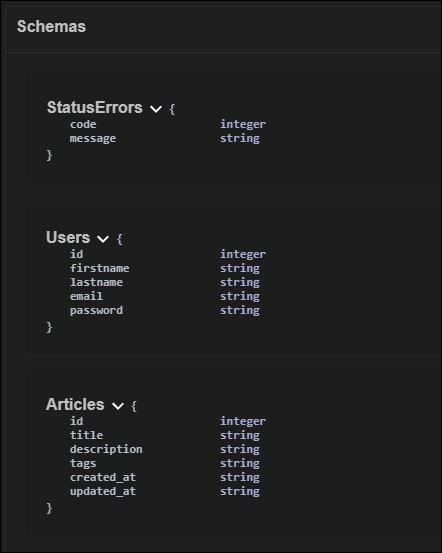 Schemas
StatusErrors {
code integer
message string
}
Users {
id integer
firstname string
lastname string
email string
password string
}
Articles {
id integer
title string
description string
tags string
created_at string
updated_at string
}